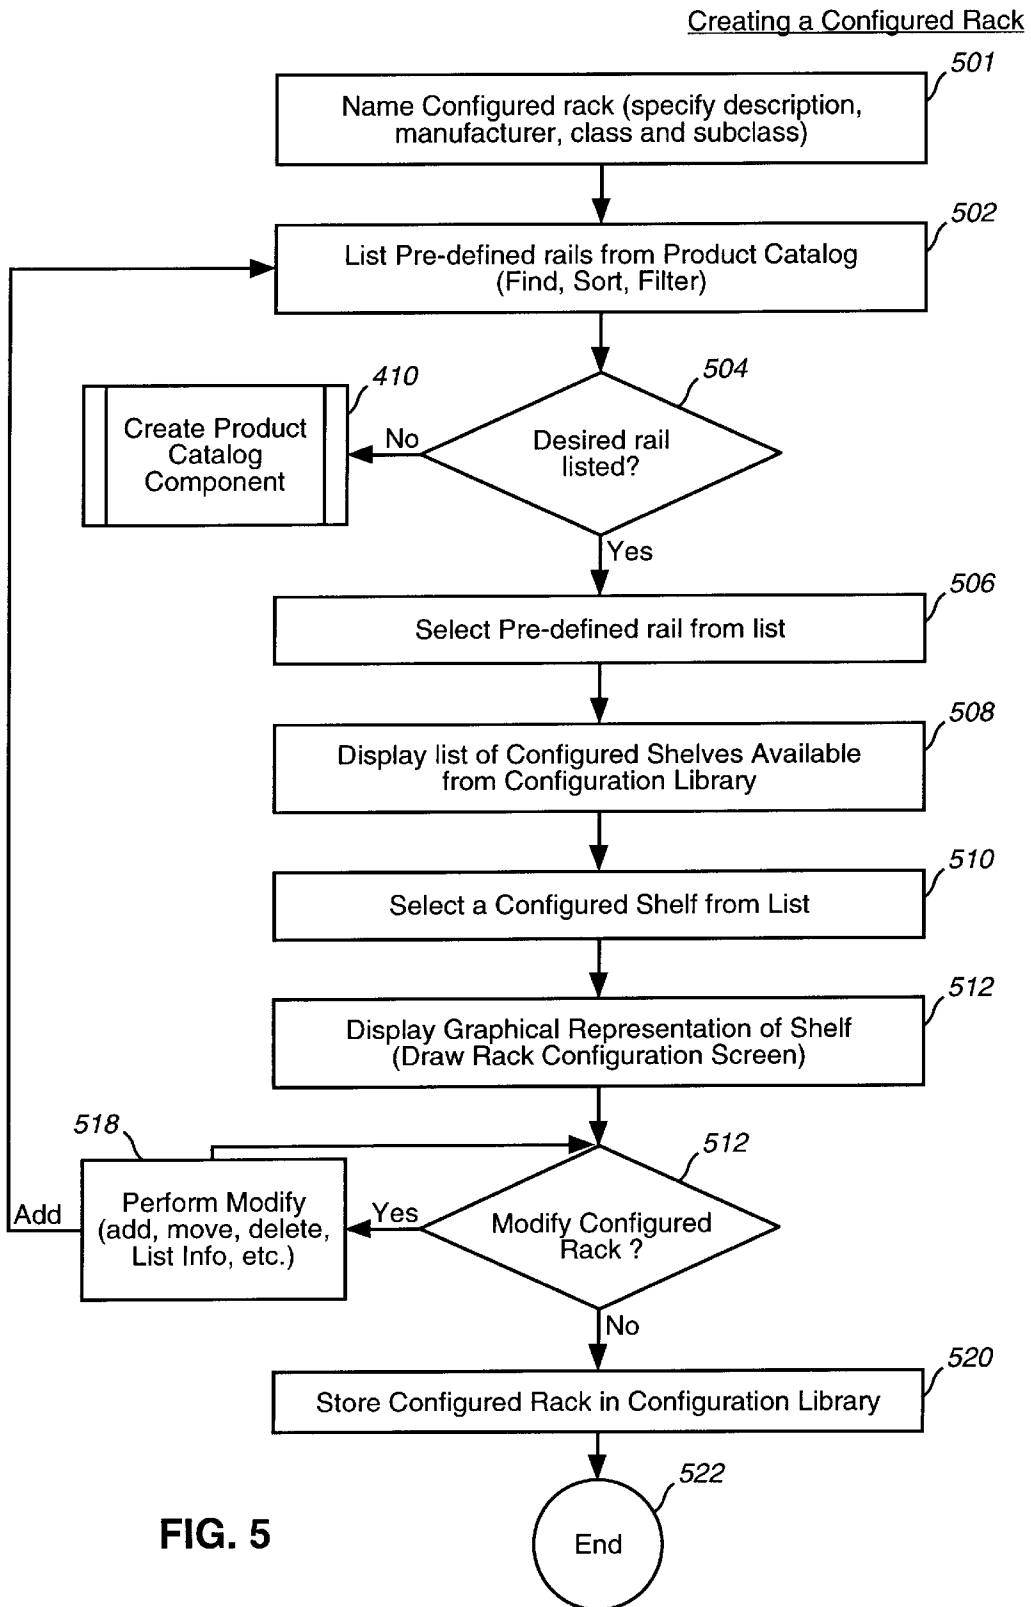 Creating a Configured Rack
501
Name Configured rack (specify description,
manufacturer, class and subclass)
502
List Pre-defined rails from Product Catalog
(Find, Sort, Filter)
410
504
Create Product
Catalog
Component
No
Desired rail
listed?
Yes
506
Select Pre-defined rail from list
508
Display list of Configured Shelves Available
from Configuration Library
510
Select a Configured Shelf from List
512
Display Graphical Representation of Shelf
(Draw Rack Configuration Screen)
518
512
Add
Perform Modify
(add, move, delete,
List Info, etc.)
Yes
Modify Configured
Rack ?
No
520
Store Configured Rack in Configuration Library
522
End
FIG. 5